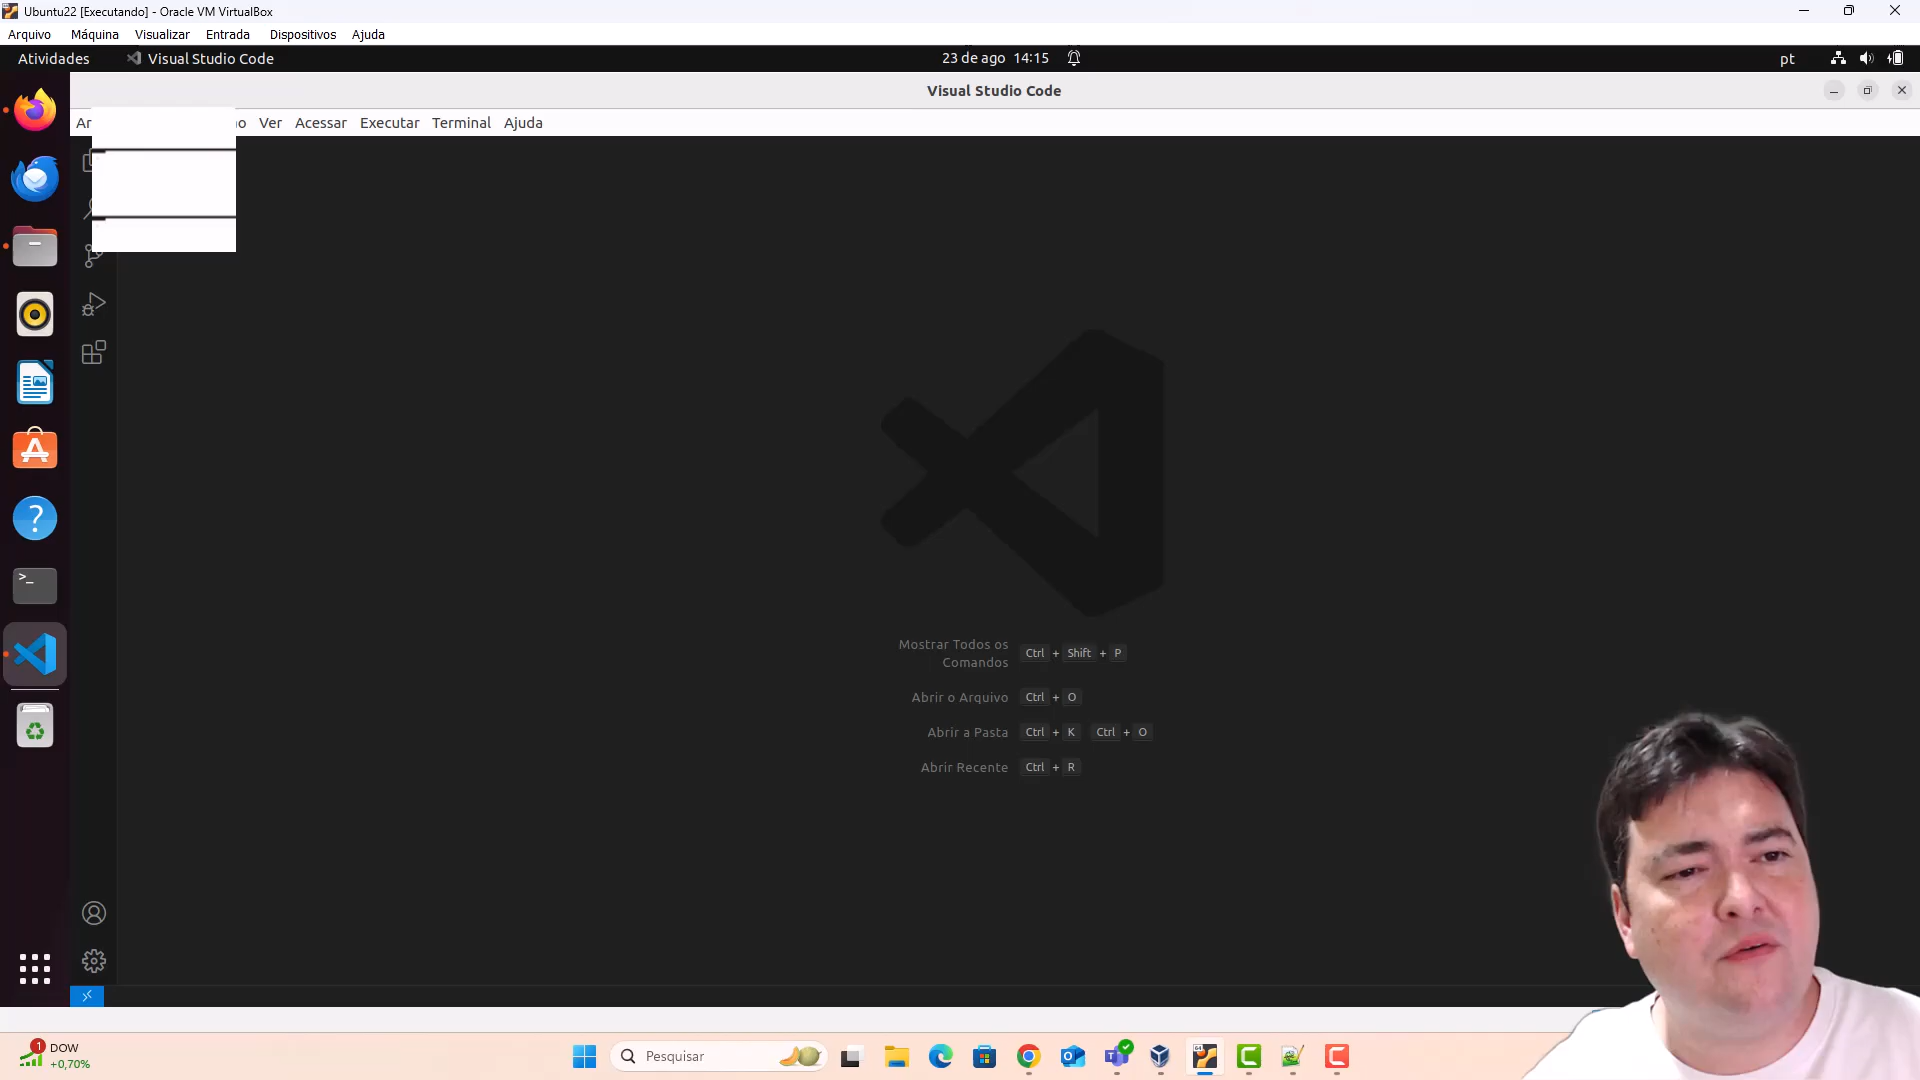 Ubuntu22 [Executando] - Oracle VM VirtualBox
Arquivo Máquina Visualizar Entrada Dispositivos Ajuda
Atividades Visual Studio Code 23 de ago 14:15 pt
Visual Studio Code
Ar o Ver Acessar Executar Terminal Ajuda
Mostrar Todos os Comandos Ctrl + Shift + P
Abrir o Arquivo Ctrl + O
Abrir a Pasta Ctrl + K Ctrl + O
Abrir Recente Ctrl + R
1 DOW
+0,70%
Pesquisar